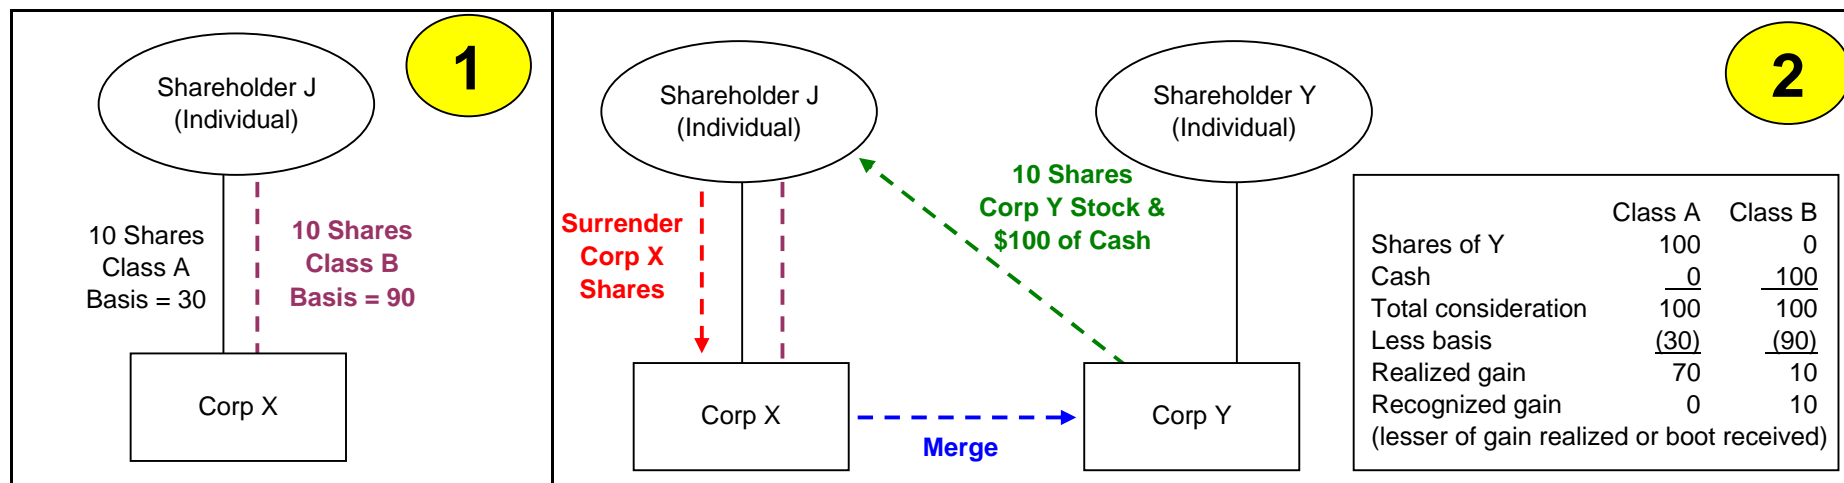 1
Shareholder J
(Individual)
10 Shares
Class A
Basis = 30
10 Shares
Class B
Basis = 90
Corp X
2
Shareholder J
(Individual)
Shareholder Y
(Individual)
Surrender
Corp X
Shares
10 Shares
Corp Y Stock &
$100 of Cash
Corp X
Merge
Corp Y
Class A Class B
Shares of Y 100 0
Cash 0 100
Total consideration 100 100
Less basis (30) (90)
Realized gain 70 10
Recognized gain 0 10
(lesser of gain realized or boot received)